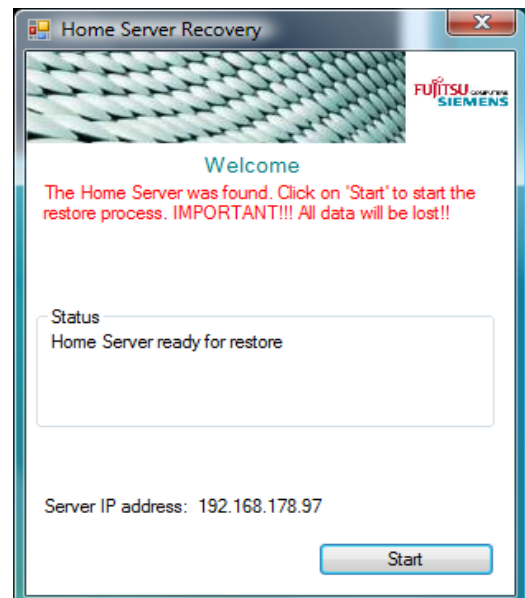 Home Server Recovery
FUJITSU COMPUTERS
SIEMENS
Welcome
The Home Server was found. Click on 'Start' to start the
restore process. IMPORTANT!!! All data will be lost!!
Status
Home Server ready for restore
Server IP address: 192.168.178.97
Start